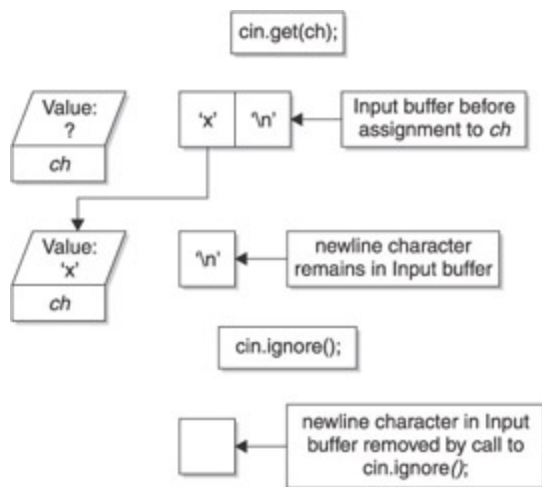 cin.get(ch);
Value:
?
ch
'x'
'\n'
Input buffer before
assignment to ch
Value:
'x'
ch
'\n'
newline character
remains in Input buffer
cin.ignore();
newline character in Input
buffer removed by call to
cin.ignore();